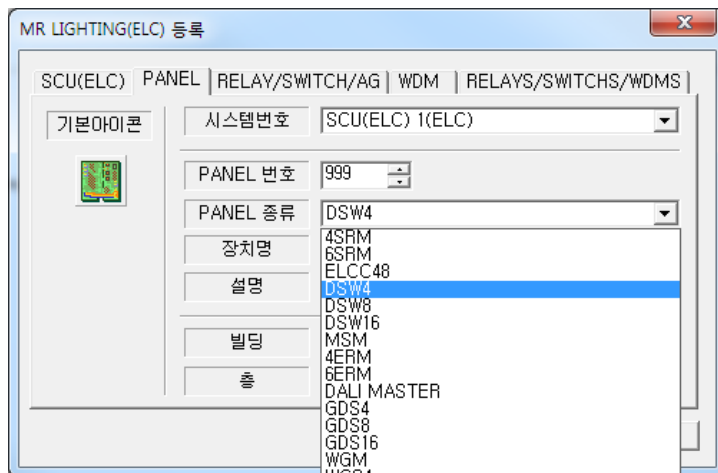 MR LIGHTING(ELC) 등록
SCU(ELC) PANEL RELAY/SWITCH/AG WDM RELAYS/SWITCHS/WDMS
기본아이콘
시스템번호 SCU(ELC) 1(ELC)
PANEL 번호 999
PANEL 종류 DSW4
장치명
설명
빌딩
층
4SRM
6SRM
ELCC48
DSW4
DSW8
DSW16
MSM
4ERM
6ERM
DALI MASTER
GDS4
GDS8
GDS16
WGM